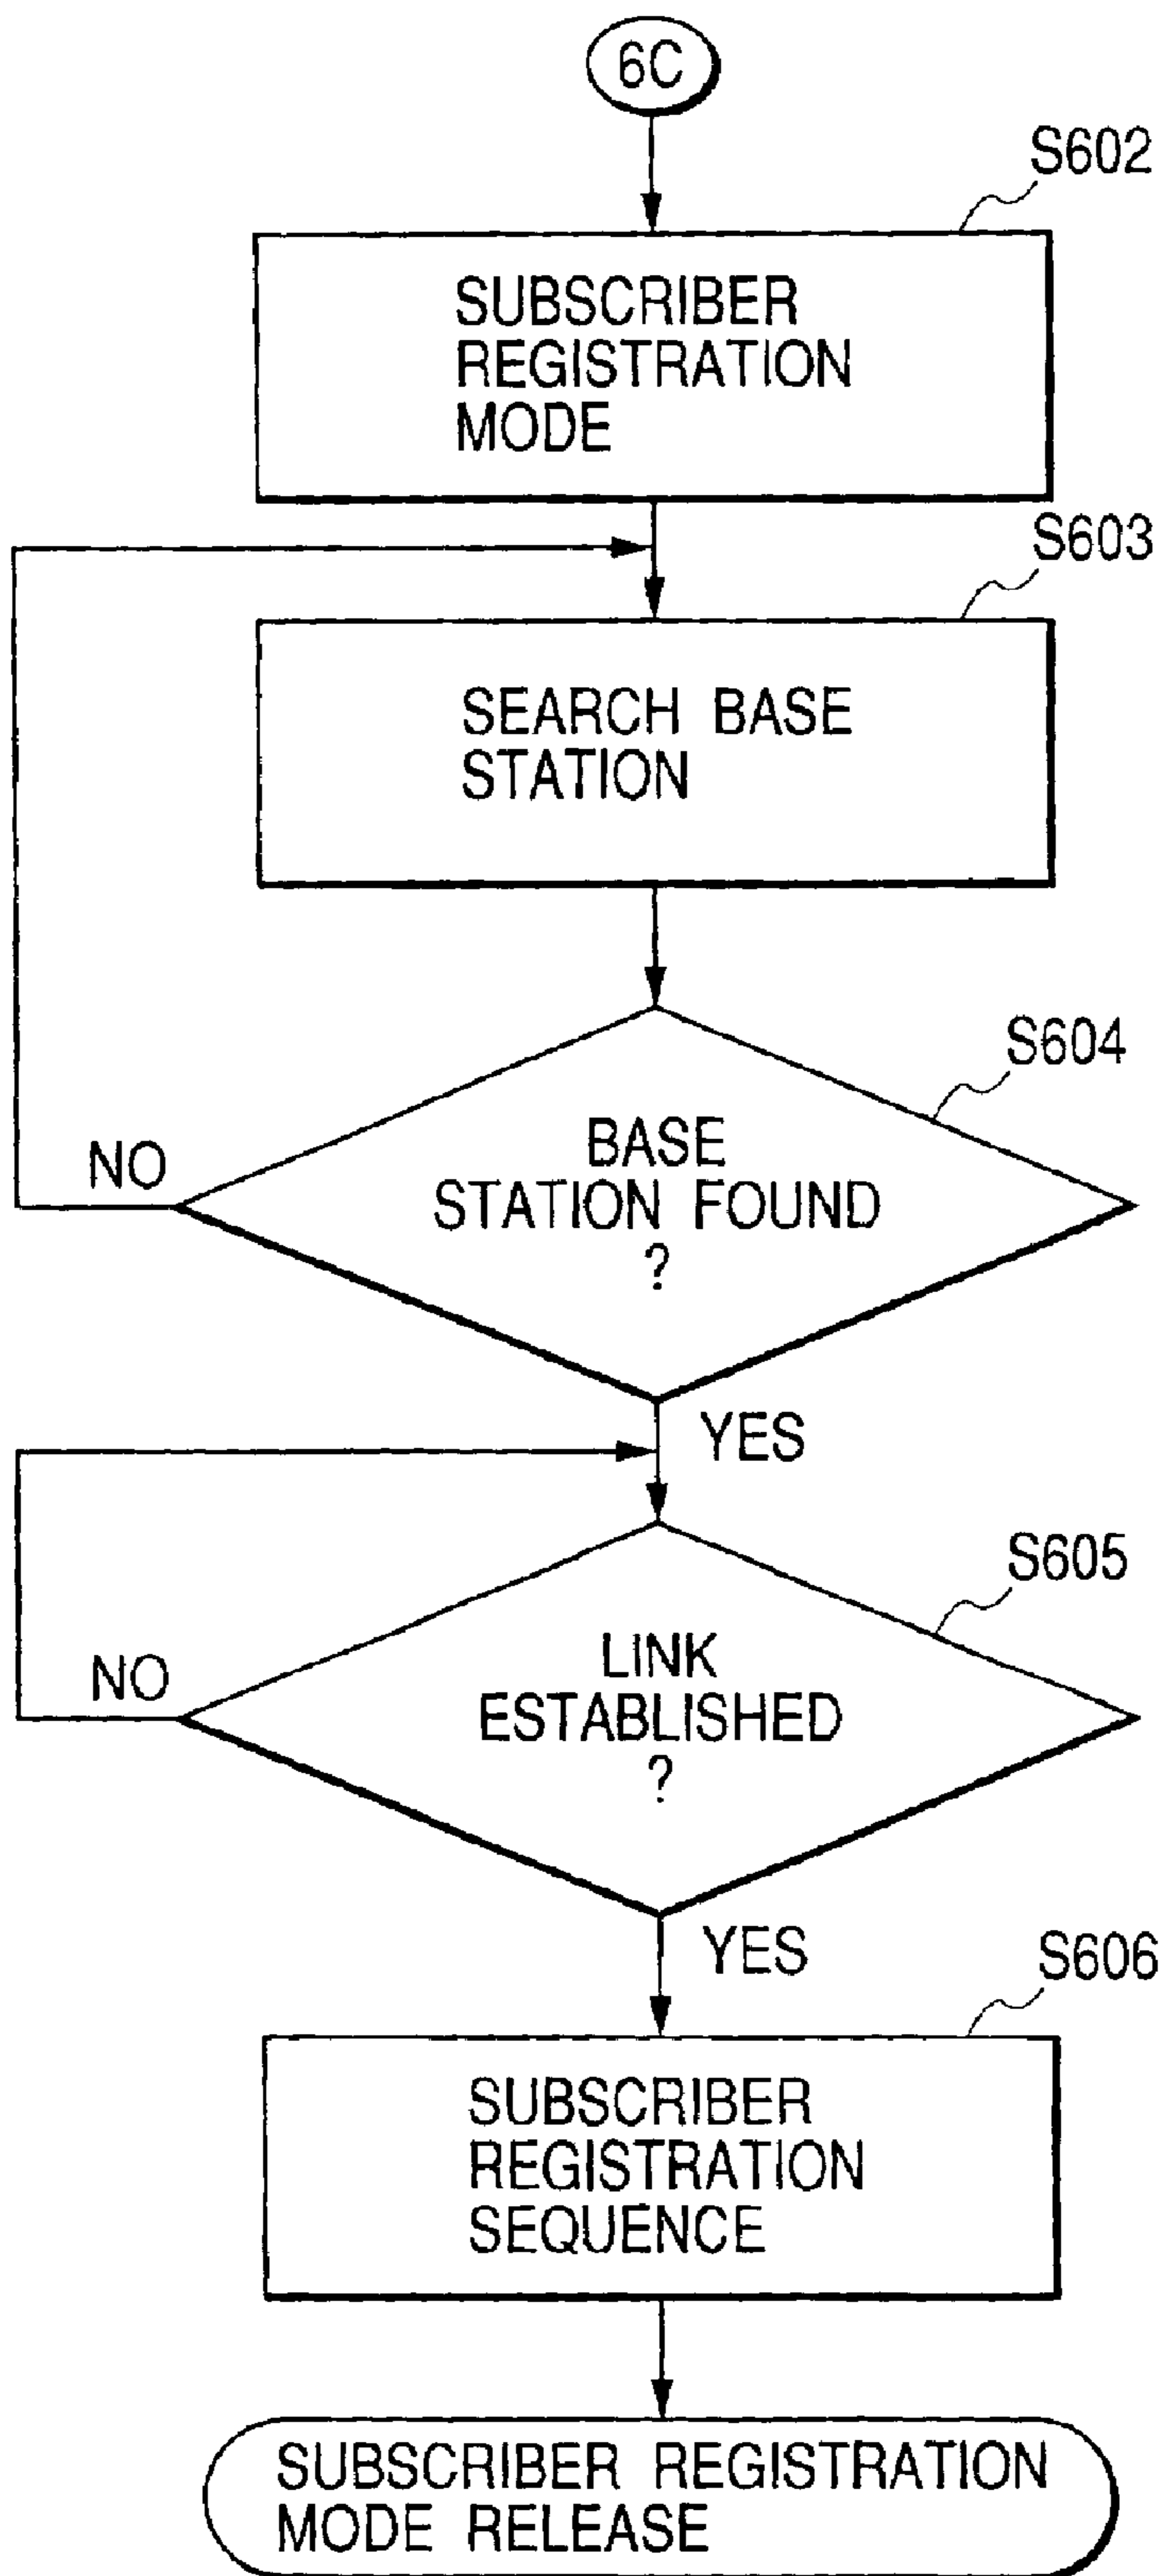 6C
S602
SUBSCRIBER
REGISTRATION
MODE
S603
SEARCH BASE
STATION
S604
BASE
STATION FOUND
?
NO
YES
S605
LINK
ESTABLISHED
?
NO
YES
S606
SUBSCRIBER
REGISTRATION
SEQUENCE
SUBSCRIBER REGISTRATION
MODE RELEASE